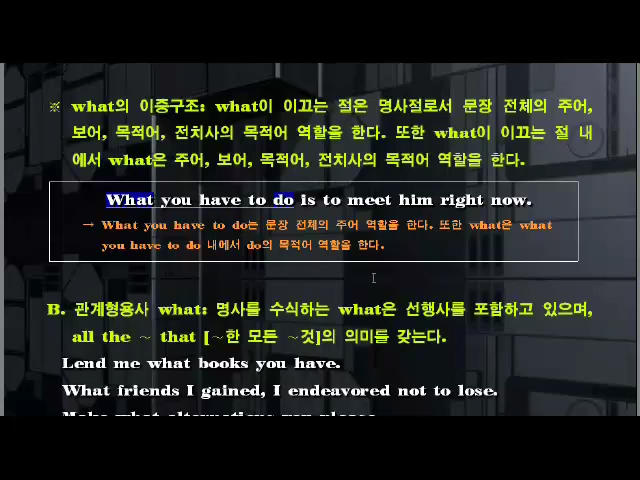 ※ what의 이중구조: what이 이끄는 절은 명사절로서 문장 전체의 주어,
보어, 목적어, 전치사의 목적어 역할을 한다. 또한 what이 이끄는 절 내
에서 what은 주어, 보어, 목적어, 전치사의 목적어 역할을 한다.
What you have to do is to meet him right now.
→ What you have to do는 문장 전체의 주어 역할을 한다. 또한 what은 what
you have to do 내에서 do의 목적어 역할을 한다.
B. 관계형용사 what: 명사를 수식하는 what은 선행사를 포함하고 있으며,
all the ~ that [~한 모든 ~것]의 의미를 갖는다.
Lend me what books you have.
What friends I gained, I endeavored not to lose.
Make what alternations you please